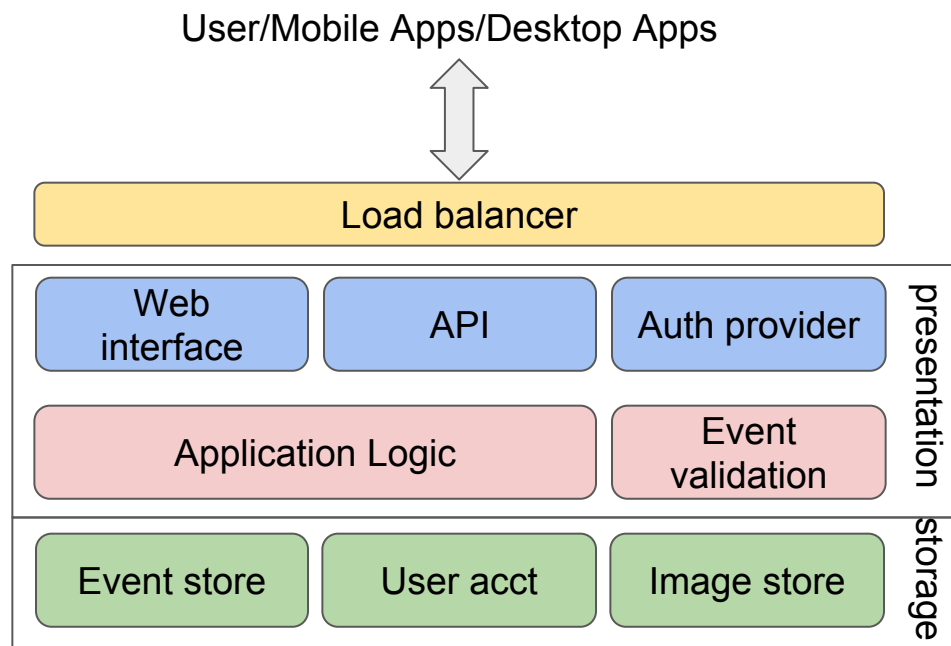 User/Mobile Apps/Desktop Apps
Load balancer
Web
interface
API
Auth provider
presentation
Application Logic
Event
validation
Event store
User acct
Image store
storage